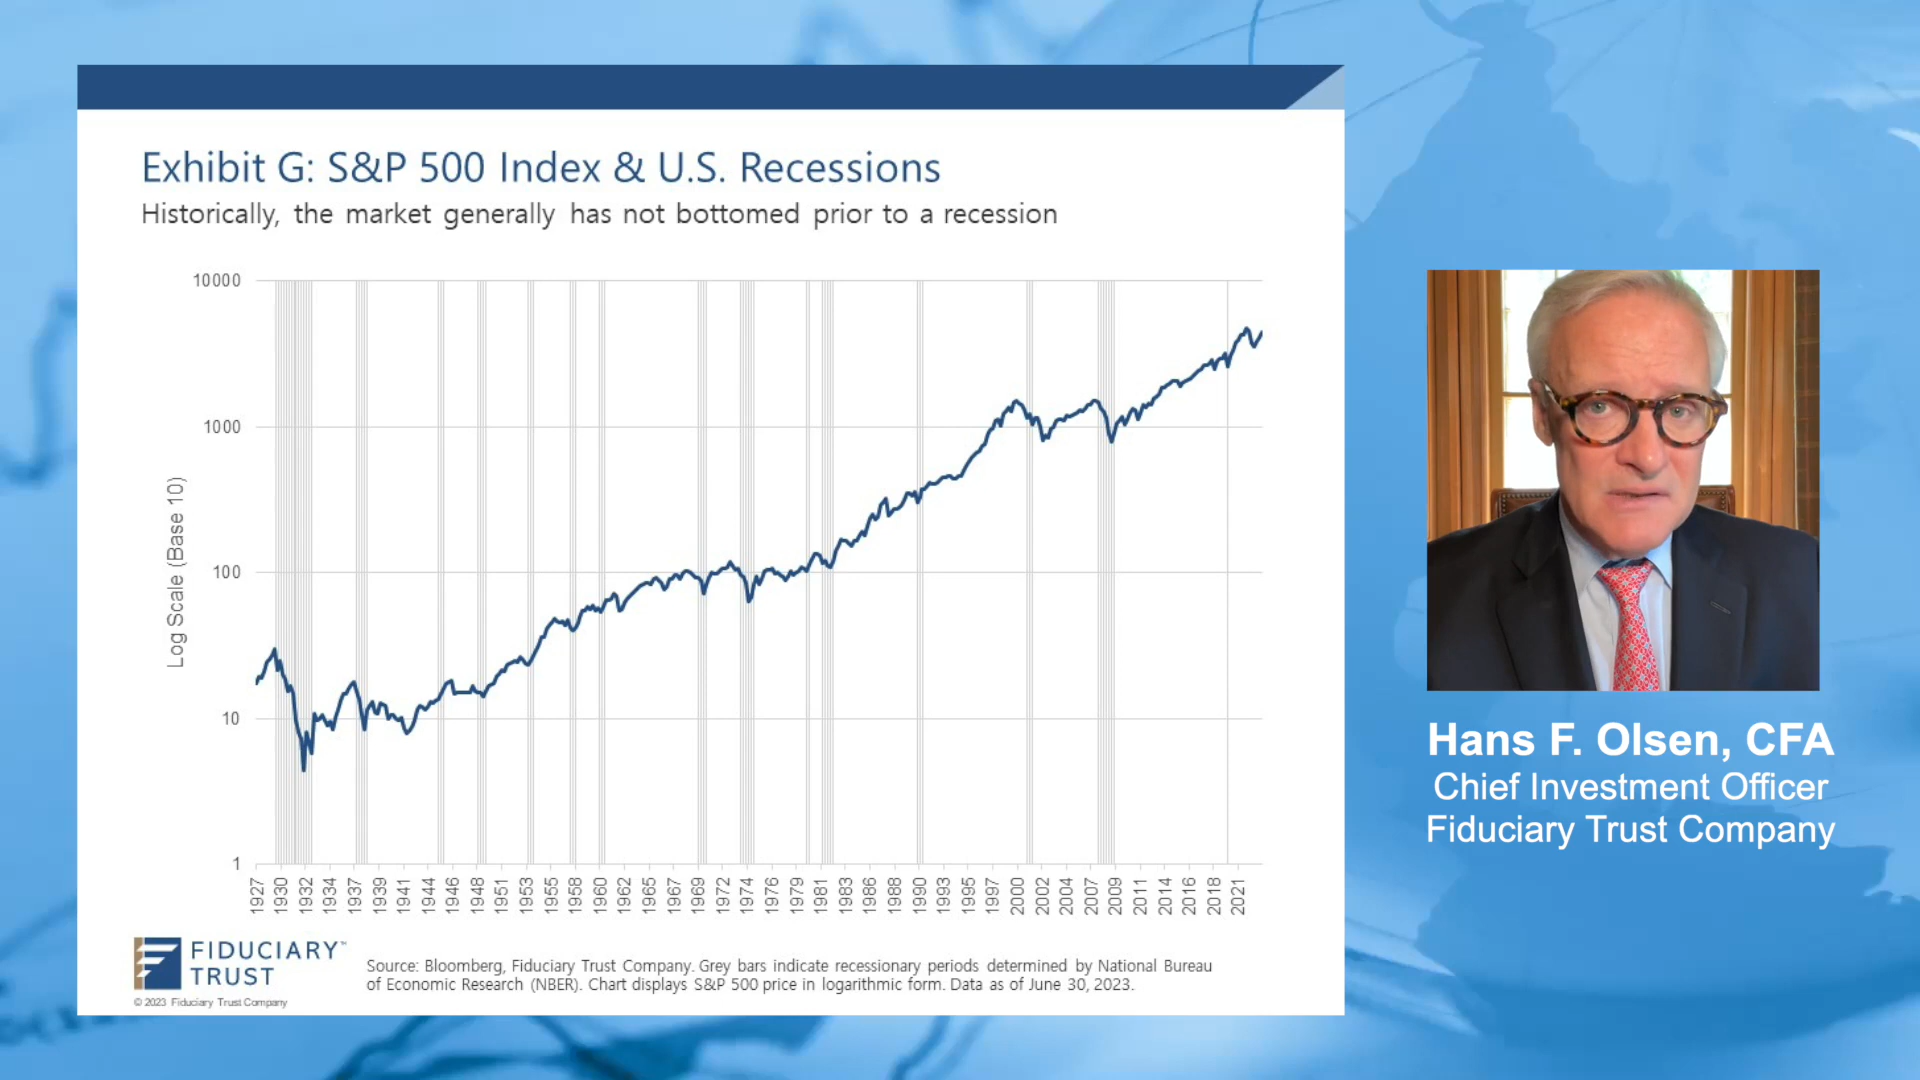 Exhibit G: S&P 500 Index & U.S. Recessions
Historically, the market generally has not bottomed prior to a recession
10000
1000
100
10
1
Log Scale (Base 10)
1927 1930 1932 1934 1937 1939 1941 1944 1946 1948 1951 1953 1955 1958 1960 1962 1965 1967 1969 1972 1974 1976 1979 1981 1983 1986 1988 1990 1993 1995 1997 2000 2002 2004 2007 2009 2011 2014 2016 2018 2021
FIDUCIARY™
TRUST
© 2023 Fiduciary Trust Company
Source: Bloomberg, Fiduciary Trust Company. Grey bars indicate recessionary periods determined by National Bureau
of Economic Research (NBER). Chart displays S&P 500 price in logarithmic form. Data as of June 30, 2023.
Hans F. Olsen, CFA
Chief Investment Officer
Fiduciary Trust Company